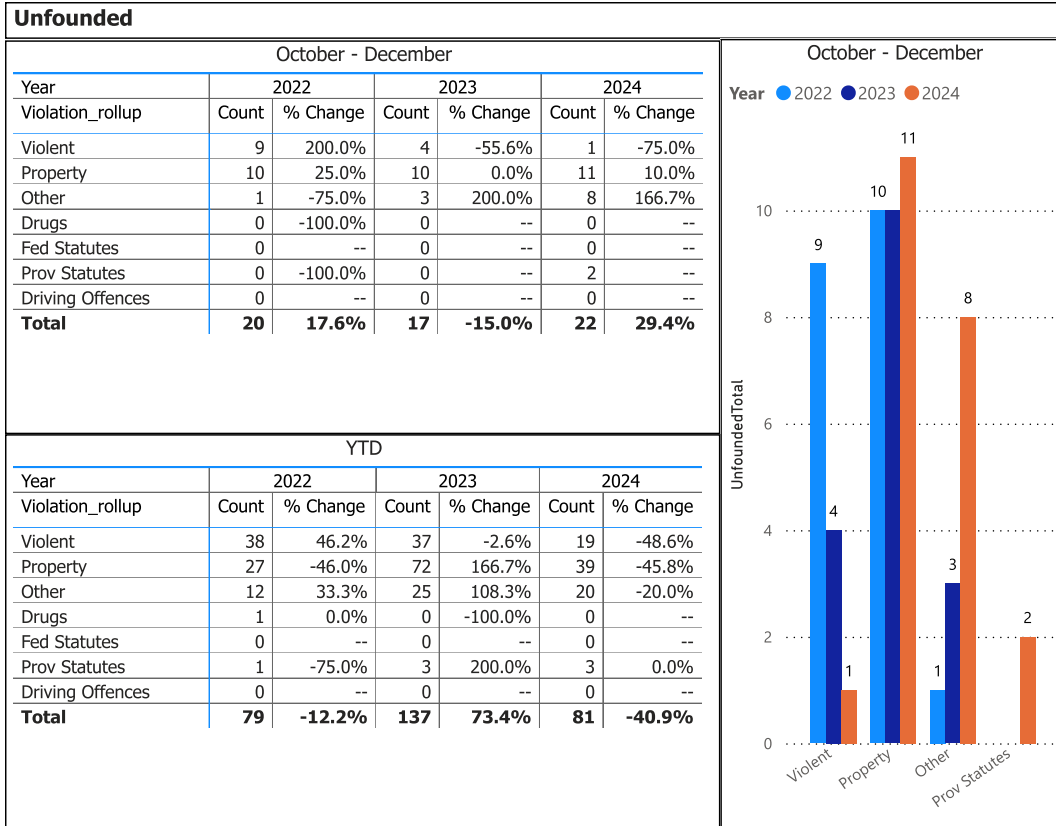 Unfounded
October - December
Year 2022 2023 2024
Violation_rollup Count % Change Count % Change Count % Change
Violent 9 200.0% 4 -55.6% 1 -75.0%
Property 10 25.0% 10 0.0% 11 10.0%
Other 1 -75.0% 3 200.0% 8 166.7%
Drugs 0 -100.0% 0 -- 0 --
Fed Statutes 0 -- 0 -- 0 --
Prov Statutes 0 -100.0% 0 -- 2 --
Driving Offences 0 -- 0 -- 0 --
Total 20 17.6% 17 -15.0% 22 29.4%
YTD
Year 2022 2023 2024
Violation_rollup Count % Change Count % Change Count % Change
Violent 38 46.2% 37 -2.6% 19 -48.6%
Property 27 -46.0% 72 166.7% 39 -45.8%
Other 12 33.3% 25 108.3% 20 -20.0%
Drugs 1 0.0% 0 -100.0% 0 --
Fed Statutes 0 -- 0 -- 0 --
Prov Statutes 1 -75.0% 3 200.0% 3 0.0%
Driving Offences 0 -- 0 -- 0 --
Total 79 -12.2% 137 73.4% 81 -40.9%
October - December
Year 2022 2023 2024
UnfoundedTotal
10
8
6
4
2
0
9
4
1
10
11
1
3
8
2
Violent
Property
Other
Prov Statutes